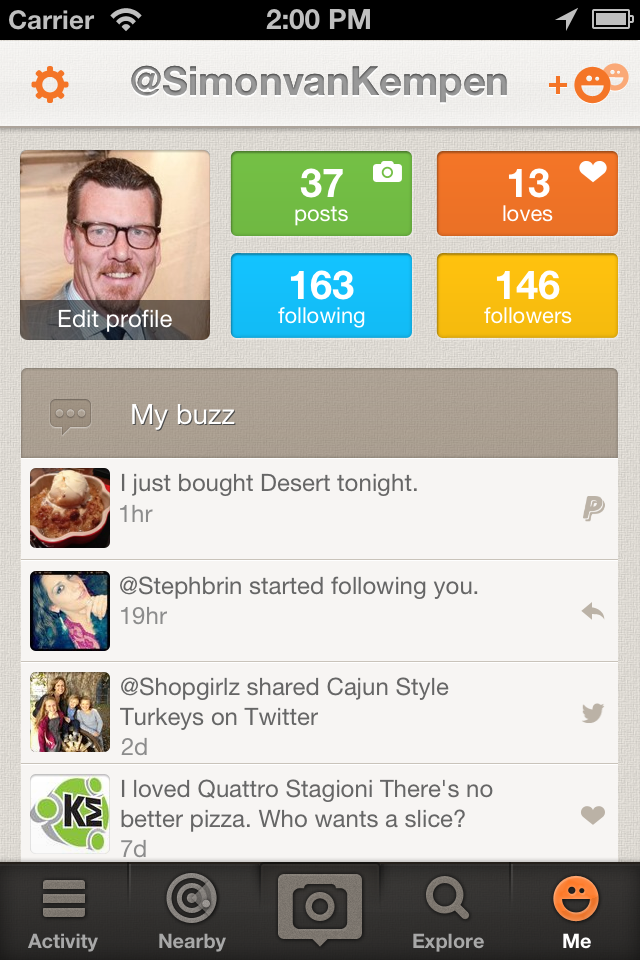 Carrier 2:00 PM
@SimonvanKempen
+
37
posts
13
loves
Edit profile
163
following
146
followers
My buzz
I just bought Desert tonight.
1hr
@Stephbrin started following you.
19hr
@Shopgirlz shared Cajun Style
Turkeys on Twitter
2d
KE
I loved Quattro Stagioni There's no
better pizza. Who wants a slice?
7d
Activity
Nearby
Explore
Me